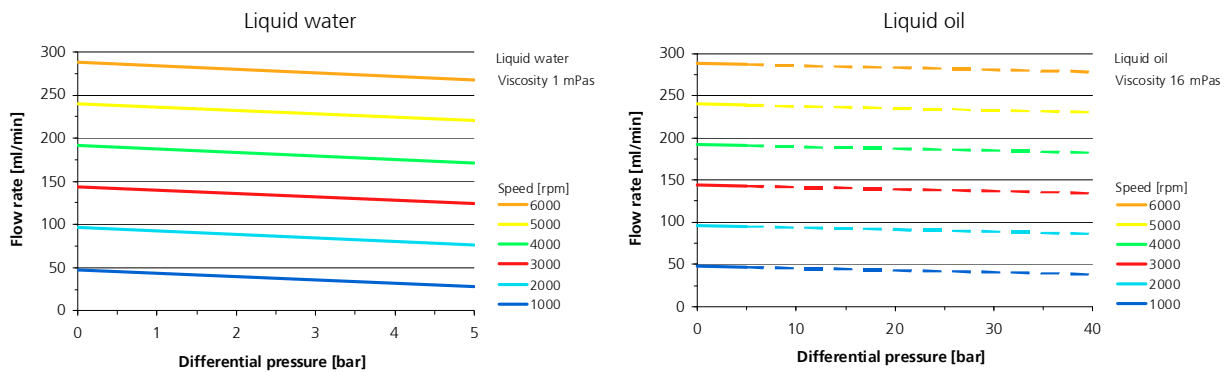 Liquid water
Flow rate [ml/min]
300
250
200
150
100
50
0
0 1 2 3 4 5
Differential pressure [bar]
Liquid water
Viscosity 1 mPas
Speed [rpm]
6000
5000
4000
3000
2000
1000
Liquid oil
Flow rate [ml/min]
300
250
200
150
100
50
0
0 10 20 30 40
Differential pressure [bar]
Liquid oil
Viscosity 16 mPas
Speed [rpm]
6000
5000
4000
3000
2000
1000